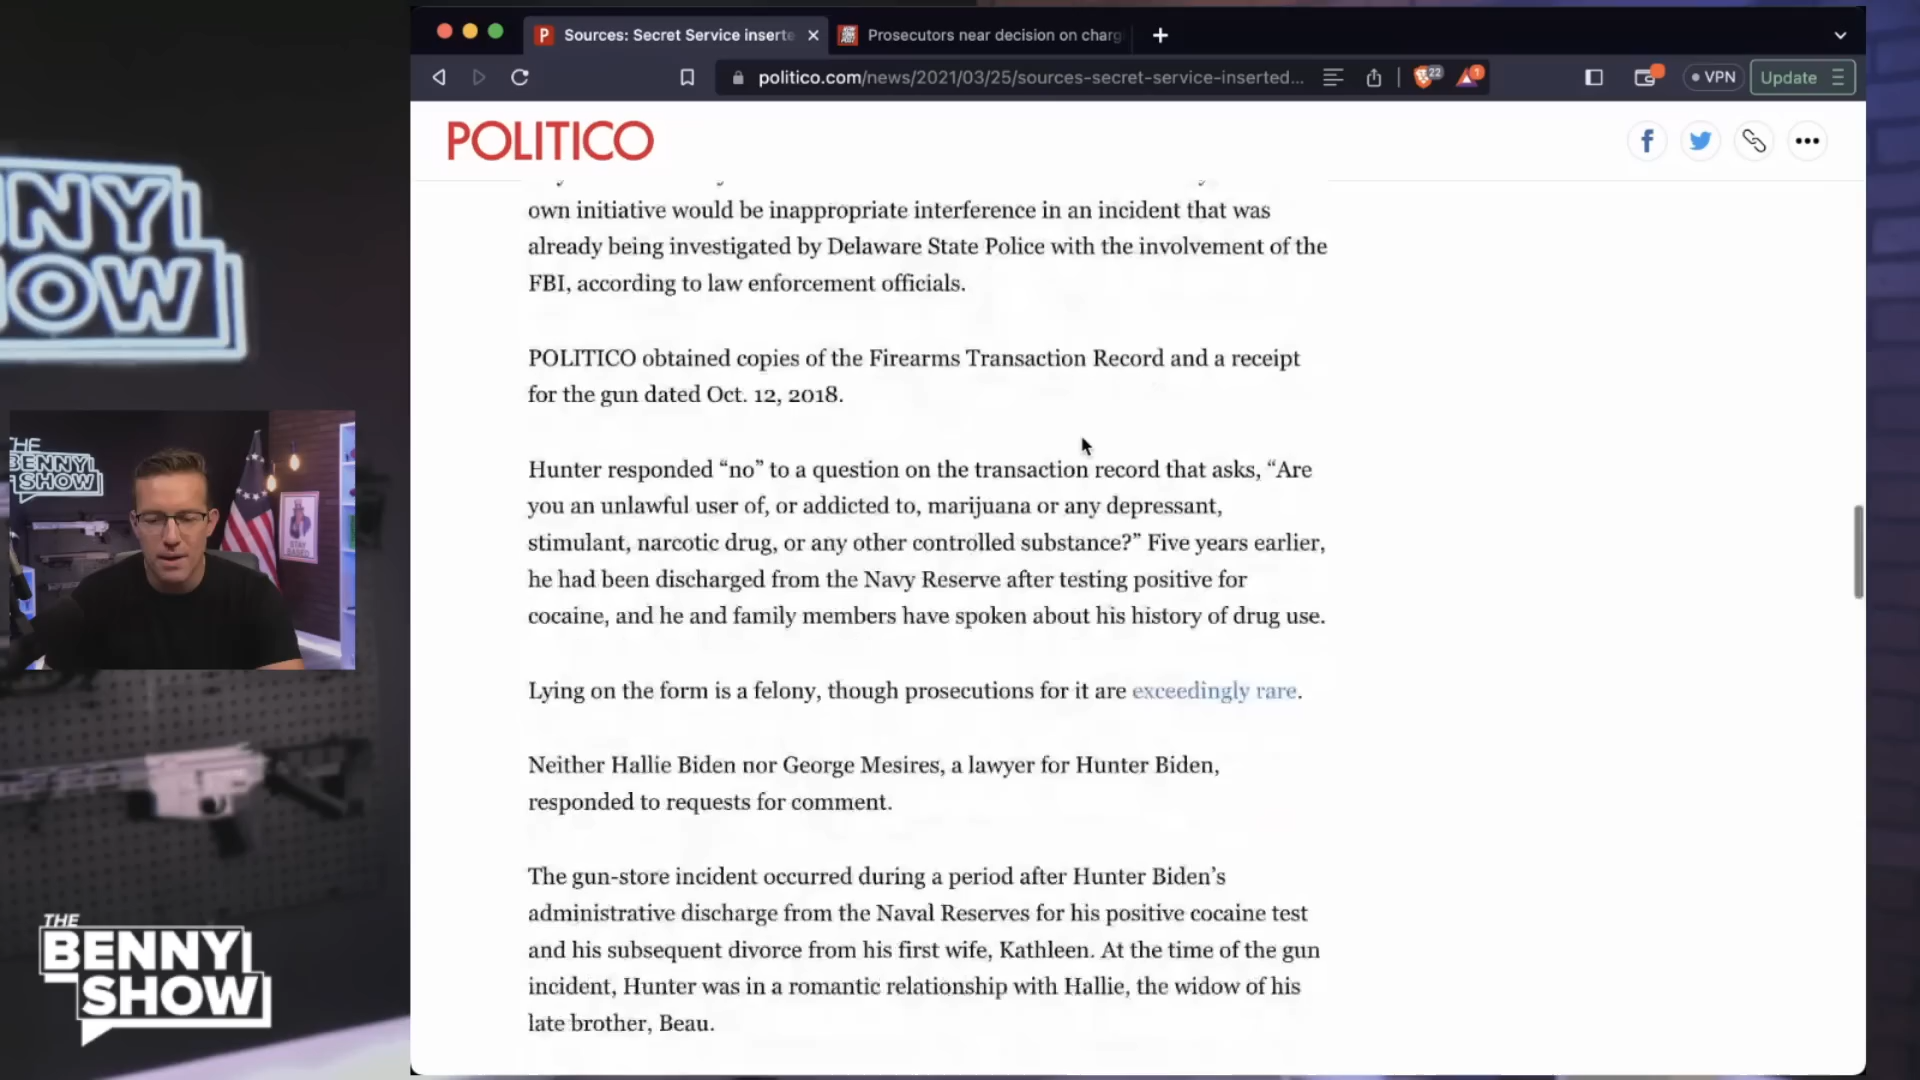 Sources: Secret Service inserte
Prosecutors near decision on charg
politico.com/news/2021/03/25/sources-secret-service-inserted...
22
1
VPN
Update
POLITICO
own initiative would be inappropriate interference in an incident that was
already being investigated by Delaware State Police with the involvement of the
FBI, according to law enforcement officials.
POLITICO obtained copies of the Firearms Transaction Record and a receipt
for the gun dated Oct. 12, 2018.
Hunter responded “no” to a question on the transaction record that asks, “Are
you an unlawful user of, or addicted to, marijuana or any depressant,
stimulant, narcotic drug, or any other controlled substance?” Five years earlier,
he had been discharged from the Navy Reserve after testing positive for
cocaine, and he and family members have spoken about his history of drug use.
Lying on the form is a felony, though prosecutions for it are exceedingly rare.
Neither Hallie Biden nor George Mesires, a lawyer for Hunter Biden,
responded to requests for comment.
The gun-store incident occurred during a period after Hunter Biden’s
administrative discharge from the Naval Reserves for his positive cocaine test
and his subsequent divorce from his first wife, Kathleen. At the time of the gun
incident, Hunter was in a romantic relationship with Hallie, the widow of his
late brother, Beau.
NNY
HOW
THE
BENNY
SHOW
STAY
BASED
THE
BENNY
SHOW